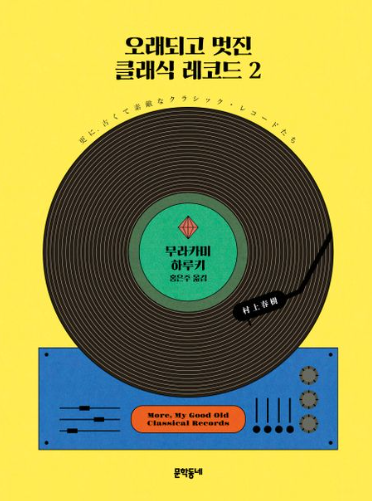 오래되고 멋진
클래식 레코드 2
更に、古くて素敵なクラシック・レコードたち
무라카미
하루키
홍은주 옮김
村上春樹
More, My Good Old
Classical Records
문학동네